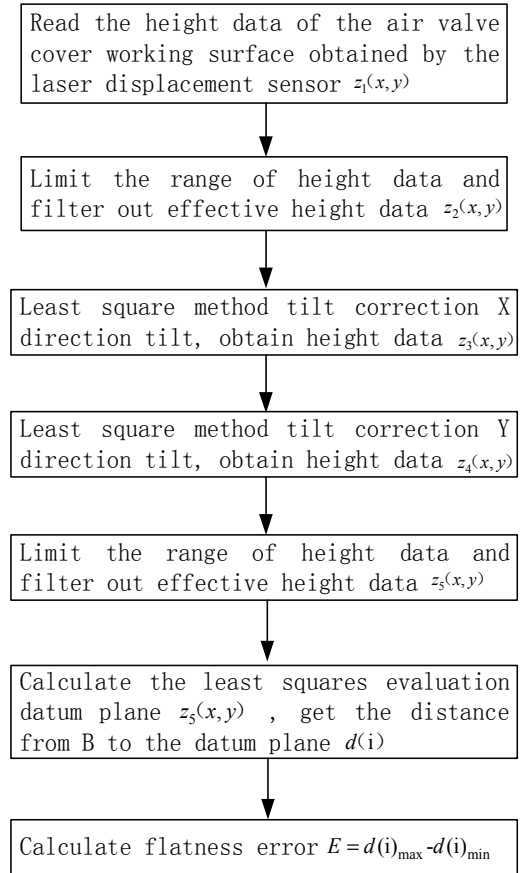 Read the height data of the air valve
cover working surface obtained by the
laser displacement sensor z₁(x,y)
Limit the range of height data and
filter out effective height data z₂(x,y)
Least square method tilt correction X
direction tilt, obtain height data z₃(x,y)
Least square method tilt correction Y
direction tilt, obtain height data z₄(x,y)
Limit the range of height data and
filter out effective height data z₅(x,y)
Calculate the least squares evaluation
datum plane z₅(x,y) , get the distance
from B to the datum plane d(i)
Calculate flatness error E = d(i)max-d(i)min